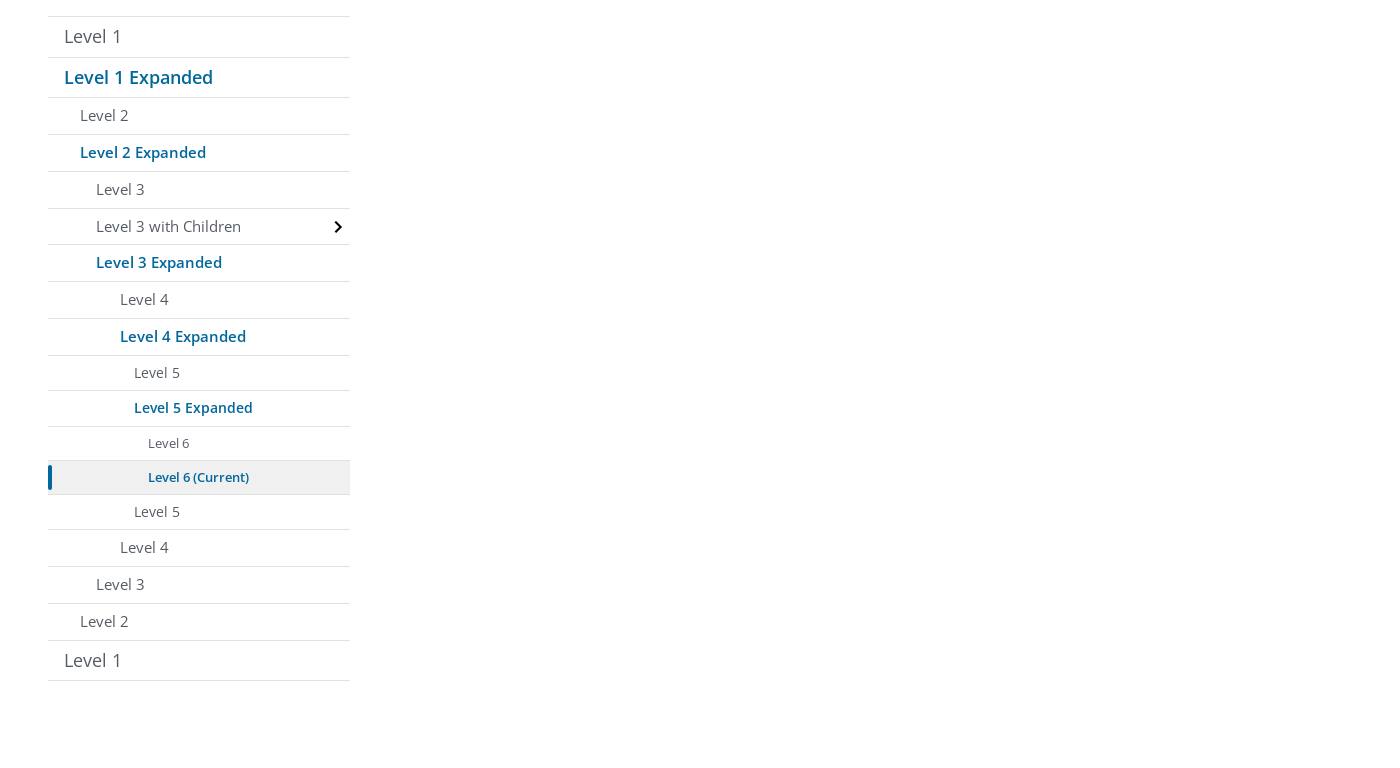 Level 1
Level 1 Expanded
Level 2
Level 2 Expanded
Level 3
Level 3 with Children
Level 3 Expanded
Level 4
Level 4 Expanded
Level 5
Level 5 Expanded
Level 6
Level 6 (Current)
Level 5
Level 4
Level 3
Level 2
Level 1